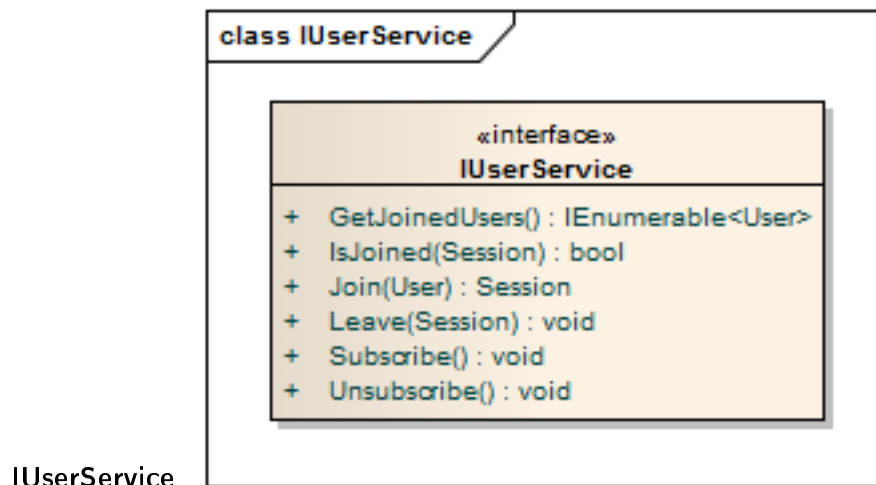 class IUserService
«interface»
IUserService
+ GetJoinedUsers() : IEnumerable<User>
+ IsJoined(Session) : bool
+ Join(User) : Session
+ Leave(Session) : void
+ Subscribe() : void
+ Unsubscribe() : void
IUserService